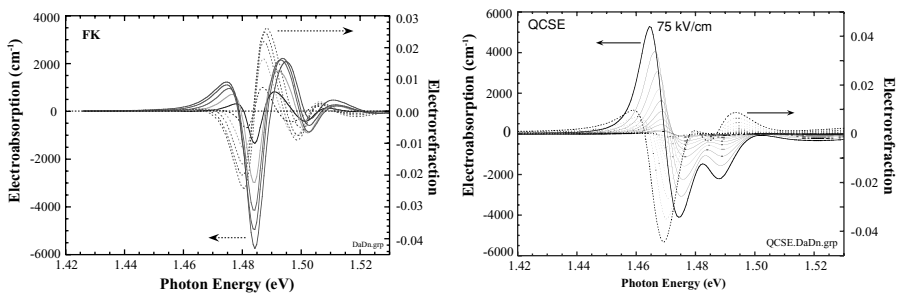 FK
6000
4000
2000
0
-2000
-4000
-6000
Electroabsorption (cm⁻¹)
0.03
0.02
0.01
0.00
-0.01
-0.02
-0.03
-0.04
Electrorefraction
DaDn.grp
1.42 1.44 1.46 1.48 1.50 1.52
Photon Energy (eV)
QCSE
75 kV/cm
6000
4000
2000
0
-2000
-4000
-6000
Electroabsorption (cm⁻¹)
0.04
0.02
0
-0.02
-0.04
Electrorefraction
QCSE.DaDn.grp
1.42 1.44 1.46 1.48 1.50 1.52
Photon Energy (eV)